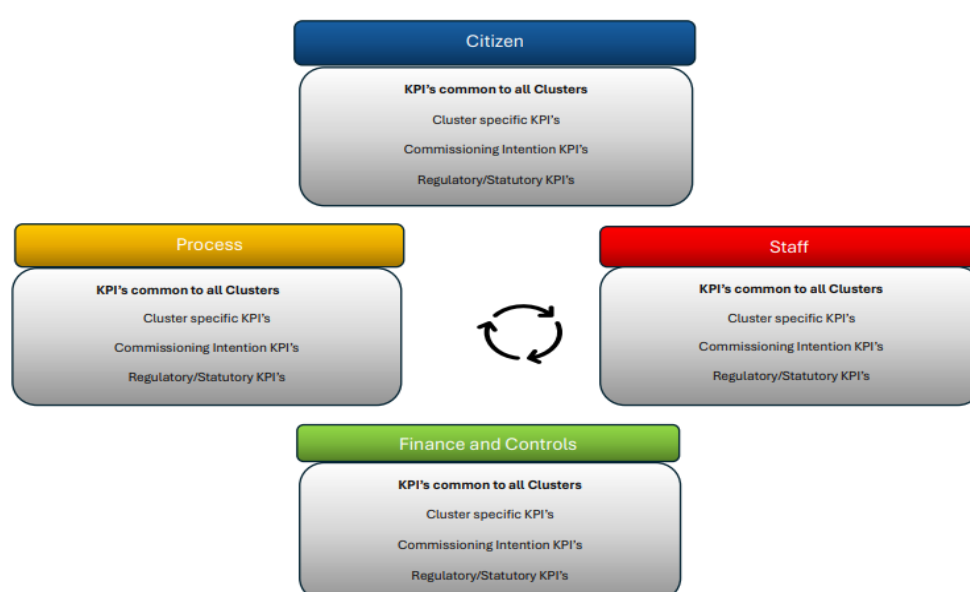 Citizen
KPI's common to all Clusters
Cluster specific KPI's
Commissioning Intention KPI's
Regulatory/Statutory KPI's
Process
KPI's common to all Clusters
Cluster specific KPI's
Commissioning Intention KPI's
Regulatory/Statutory KPI's
Staff
KPI's common to all Clusters
Cluster specific KPI's
Commissioning Intention KPI's
Regulatory/Statutory KPI's
Finance and Controls
KPI's common to all Clusters
Cluster specific KPI's
Commissioning Intention KPI's
Regulatory/Statutory KPI's